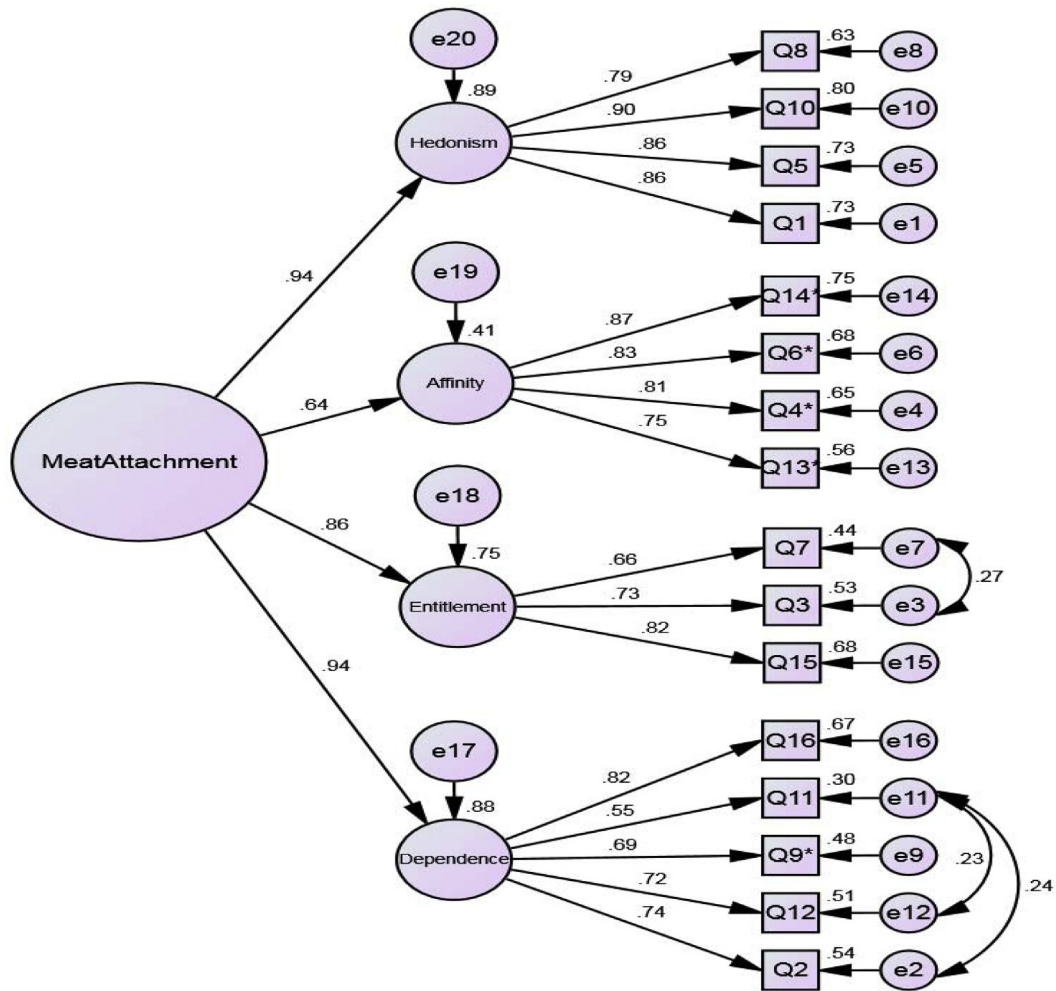 e20
.89
Hedonism
.79
.90
.86
.86
Q8
.63
e8
Q10
.80
e10
Q5
.73
e5
Q1
.73
e1
.94
e19
.41
Affinity
.87
.83
.81
.75
Q14*
.75
e14
Q6*
.68
e6
Q4*
.65
e4
Q13*
.56
e13
.64
MeatAttachment
e18
.75
.86
Entitlement
.66
.73
.82
Q7
.44
e7
Q3
.53
e3
.27
Q15
.68
e15
.94
e17
.88
Dependence
.82
.55
.69
.72
.74
Q16
.67
e16
Q11
.30
e11
Q9*
.48
e9
.23
.24
Q12
.51
e12
Q2
.54
e2